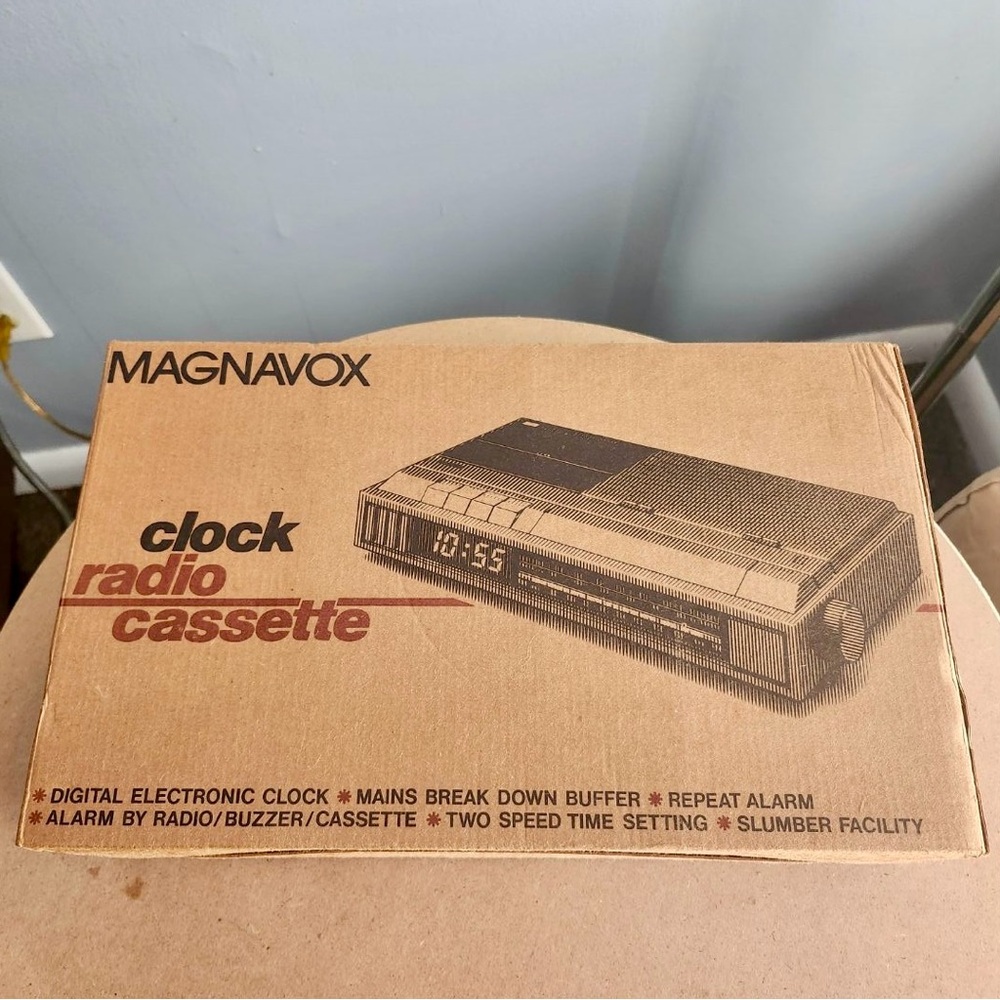 MAGNAVOX
clock
radio
cassette
10:55
*DIGITAL ELECTRONIC CLOCK *MAINS BREAK DOWN BUFFER *REPEAT ALARM
*ALARM BY RADIO/BUZZER/CASSETTE *TWO SPEED TIME SETTING *SLUMBER FACILITY